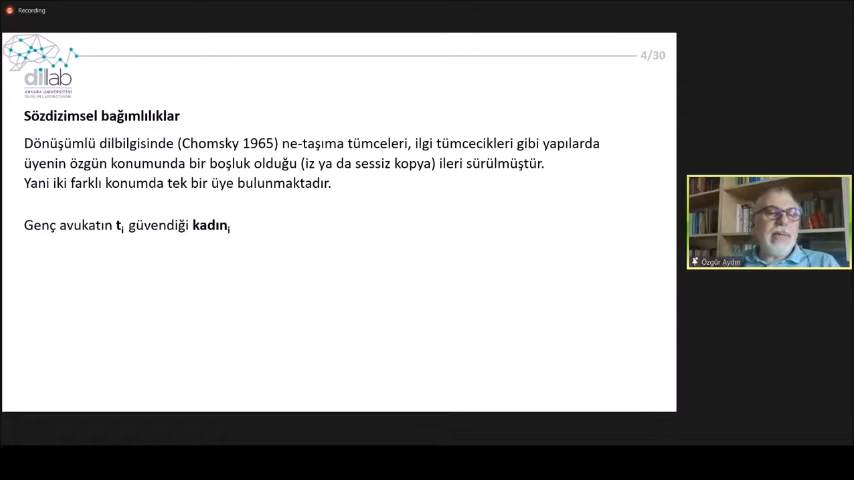 Recording
4/30
dilab
ANKARA ÜNİVERSİTESİ
Sözdizimsel bağımlılıklar
Dönüşümlü dilbilgisinde (Chomsky 1965) ne-taşıma tümceleri, ilgi tümcecikleri gibi yapılarda
üyenin özgün konumunda bir boşluk olduğu (iz ya da sessiz kopya) ileri sürülmüştür.
Yani iki farklı konumda tek bir üye bulunmaktadır.
Genç avukatın ti güvendiği kadıni
Özgür Aydın